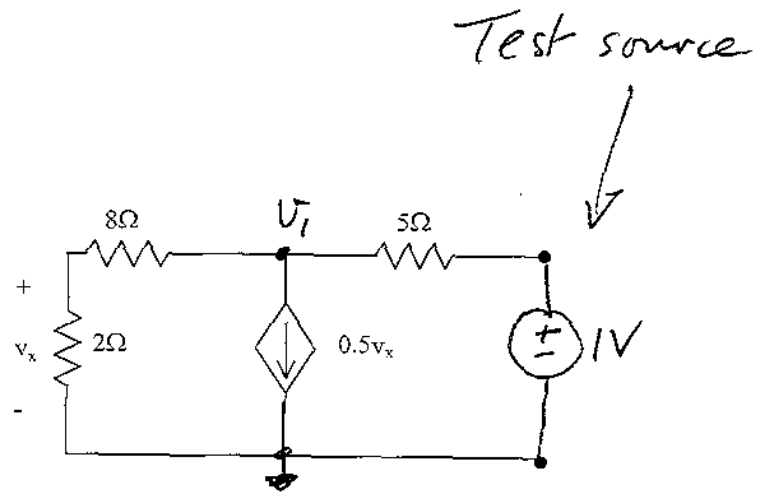 Test source
8Ω
V₁
5Ω
+
vₓ
2Ω
-
0.5vₓ
+
-
1V